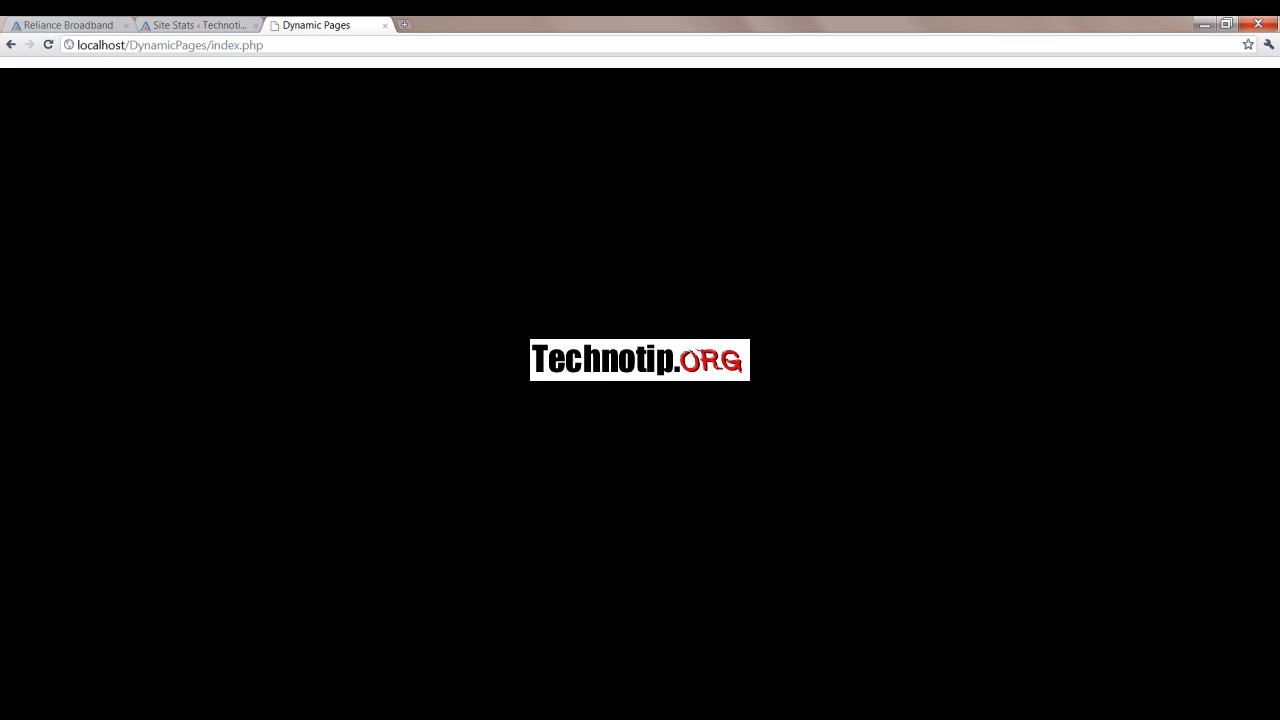 Reliance Broadband
Site Stats ‹ Technoti...
Dynamic Pages
localhost/DynamicPages/index.php
Technotip.ORG